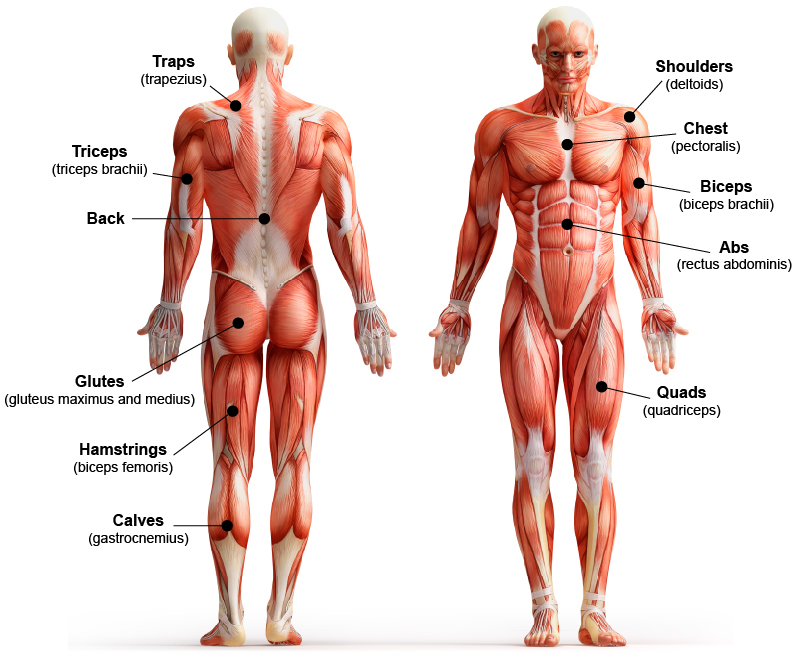 Traps
(trapezius)
Triceps
(triceps brachii)
Back
Glutes
(gluteus maximus and medius)
Hamstrings
(biceps femoris)
Calves
(gastrocnemius)
Shoulders
(deltoids)
Chest
(pectoralis)
Biceps
(biceps brachii)
Abs
(rectus abdominis)
Quads
(quadriceps)